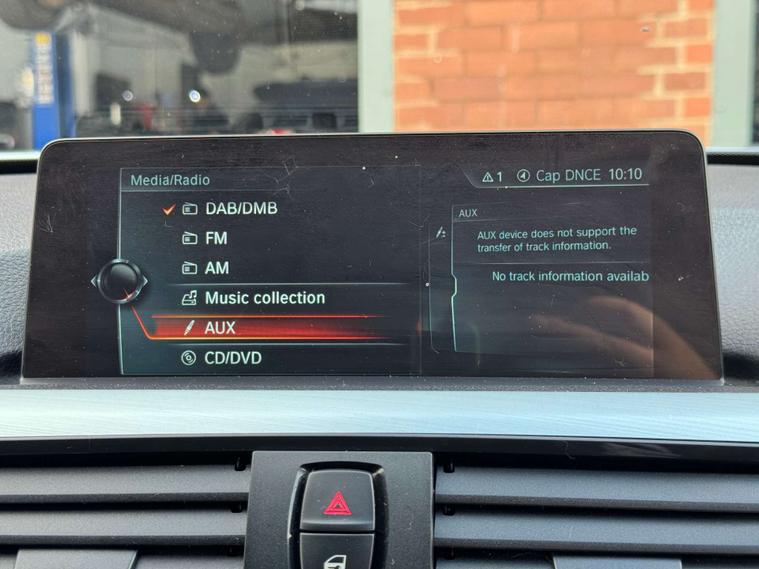 Media/Radio
1 4 Cap DNCE 10:10
DAB/DMB
FM
AM
Music collection
AUX
CD/DVD
AUX
AUX device does not support the
transfer of track information.
No track information availab